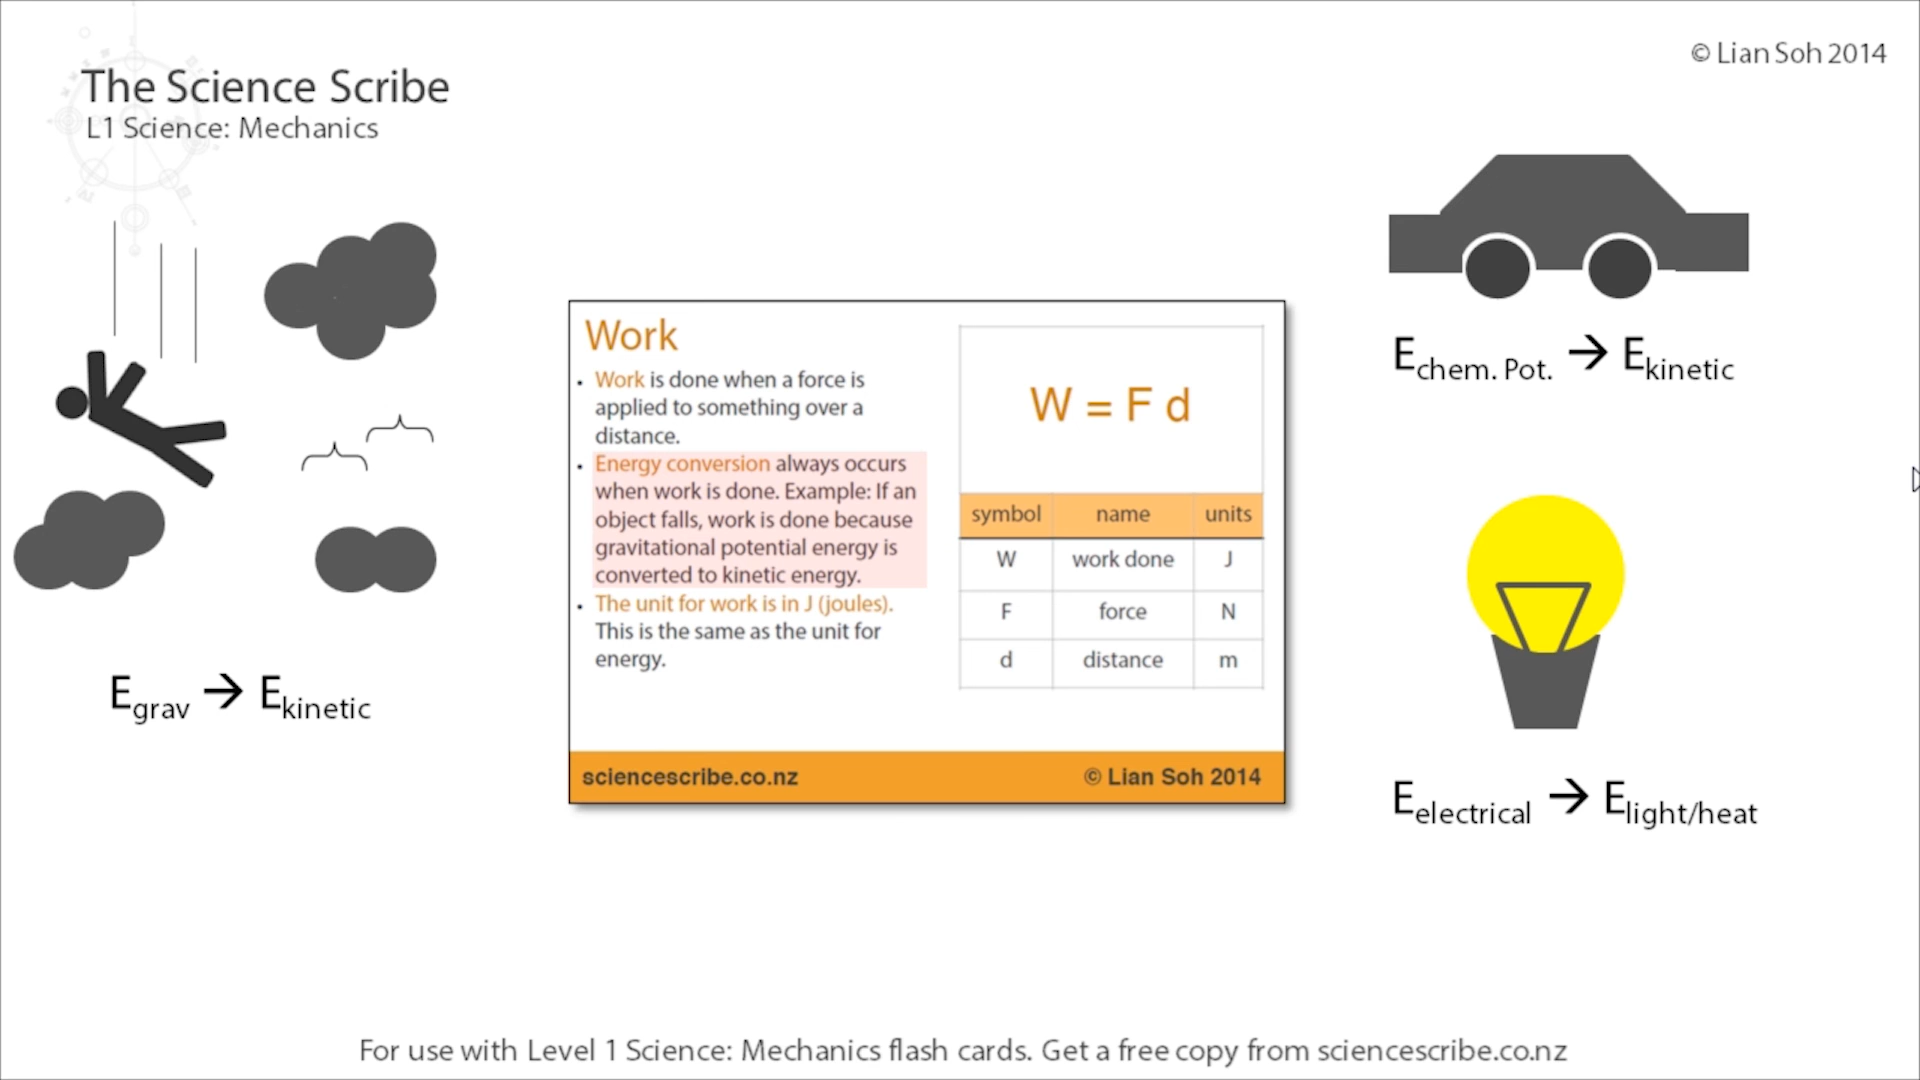 The Science Scribe
L1 Science: Mechanics
© Lian Soh 2014
Egrav → Ekinetic
Work
• Work is done when a force is
applied to something over a
distance.
• Energy conversion always occurs
when work is done. Example: If an
object falls, work is done because
gravitational potential energy is
converted to kinetic energy.
• The unit for work is in J (joules).
This is the same as the unit for
energy.
W = F d
symbol name units
W work done J
F force N
d distance m
sciencescribe.co.nz © Lian Soh 2014
Echem. Pot. → Ekinetic
Eelectrical → Elight/heat
For use with Level 1 Science: Mechanics flash cards. Get a free copy from sciencescribe.co.nz